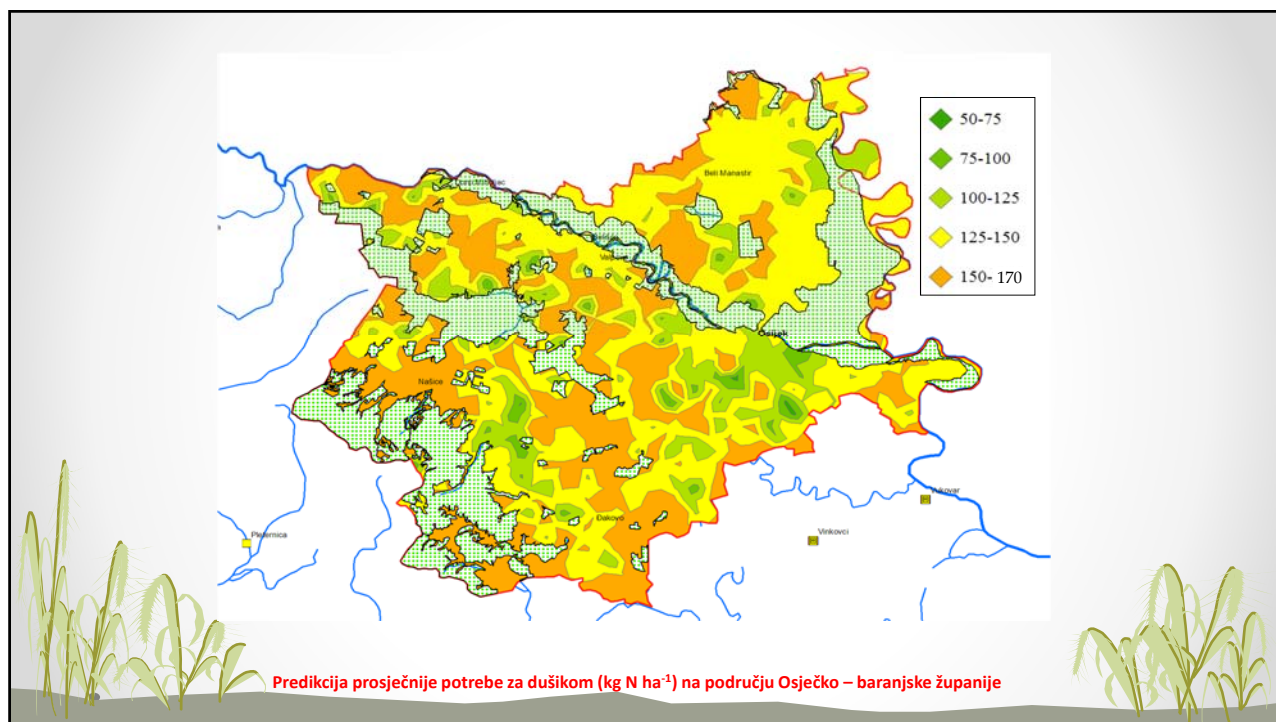 50-75
75-100
100-125
125-150
150- 170
Beli Manastir
Osijek
Našice
Đakovo
Vukovar
Vinkovci
Pleternica
Predikcija prosječnije potrebe za dušikom (kg N ha⁻¹) na području Osječko – baranjske županije